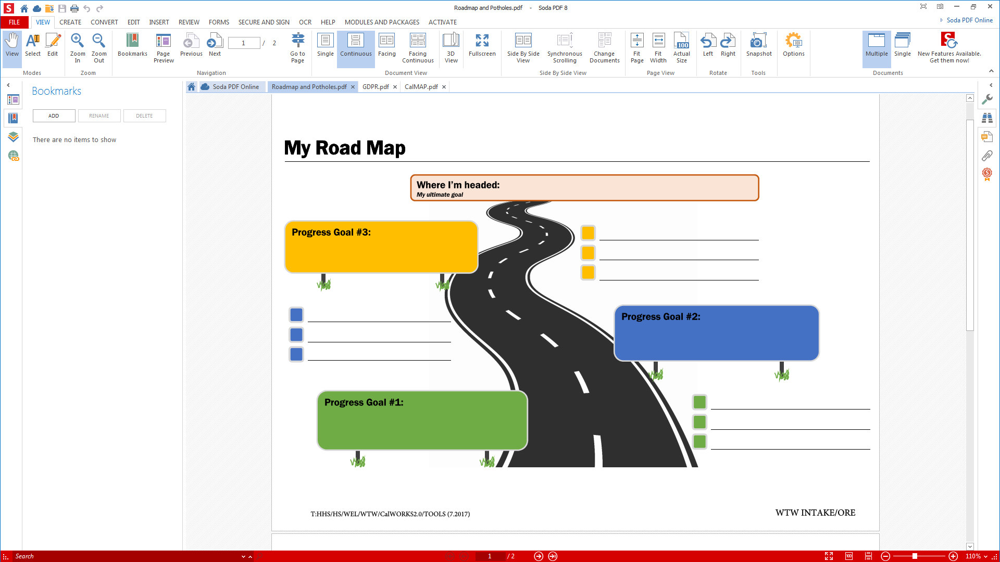 Roadmap and Potholes.pdf - Soda PDF 8
FILE VIEW CREATE CONVERT EDIT INSERT REVIEW FORMS SECURE AND SIGN OCR HELP MODULES AND PACKAGES ACTIVATE
Soda PDF Online
View Select Edit
Modes
Zoom In
Zoom Out
Zoom
Bookmarks
Page Preview
Previous
Next
1 / 2
Go to Page
Navigation
Single
Continuous
Facing
Facing Continuous
3D View
Document View
Fullscreen
Side By Side View
Synchronous Scrolling
Change Documents
Side By Side View
Fit Page
Fit Width
100
Actual Size
Page View
Left
Right
Rotate
Snapshot
Tools
Options
Multiple
Single
Documents
New Features Available.
Get them now!
Bookmarks
ADD RENAME DELETE
There are no items to show
Soda PDF Online
Roadmap and Potholes.pdf
GDPR.pdf
CalMAP.pdf
My Road Map
Where I'm headed:
My ultimate goal
Progress Goal #3:
Progress Goal #2:
Progress Goal #1:
T:HHS/HS/WEL/WTW/CalWORKS2.0/TOOLS (7.2017)
WTW INTAKE/ORE
Search
1 / 2
100
110%